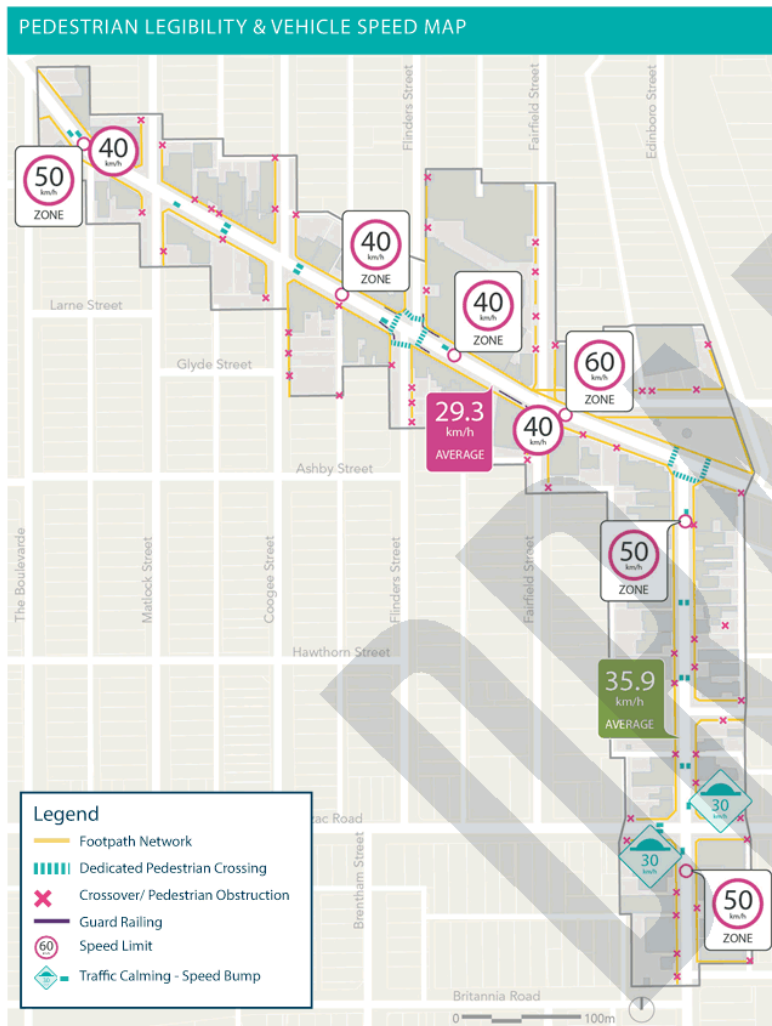 PEDESTRIAN LEGIBILITY & VEHICLE SPEED MAP
Flinders Street
Fairfield Street
Edinboro Street
40
km/h
50
km/h
ZONE
40
km/h
ZONE
40
km/h
ZONE
Larne Street
Glyde Street
60
km/h
ZONE
29.3
km/h
AVERAGE
40
km/h
Ashby Street
The Boulevarde
Matlock Street
Coogee Street
Flinders Street
Fairfield Street
50
km/h
ZONE
Hawthorn Street
35.9
km/h
AVERAGE
30
km/h
30
km/h
50
km/h
ZONE
Legend
Footpath Network
Dedicated Pedestrian Crossing
Crossover/ Pedestrian Obstruction
Guard Railing
60
Speed Limit
30
Traffic Calming - Speed Bump
zac Road
Brentham Street
Britannia Road
0
100m